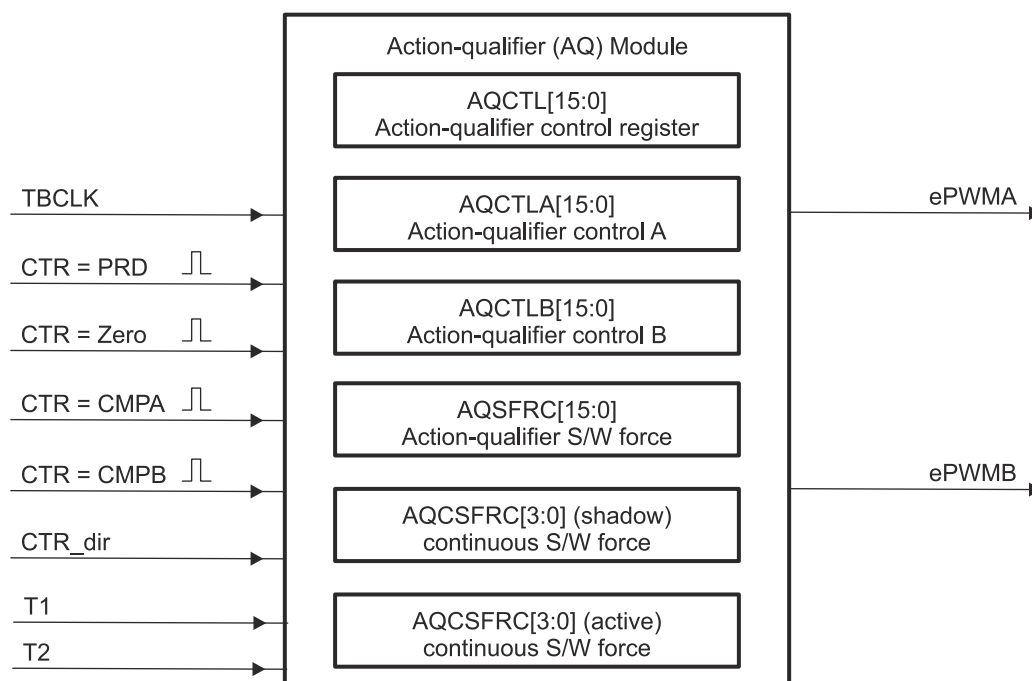 Action-qualifier (AQ) Module
AQCTL[15:0]
Action-qualifier control register
TBCLK
AQCTLA[15:0]
Action-qualifier control A
ePWMA
CTR = PRD
CTR = Zero
AQCTLB[15:0]
Action-qualifier control B
CTR = CMPA
AQSFRC[15:0]
Action-qualifier S/W force
CTR = CMPB
ePWMB
AQCSFRC[3:0] (shadow)
continuous S/W force
CTR_dir
T1
AQCSFRC[3:0] (active)
continuous S/W force
T2